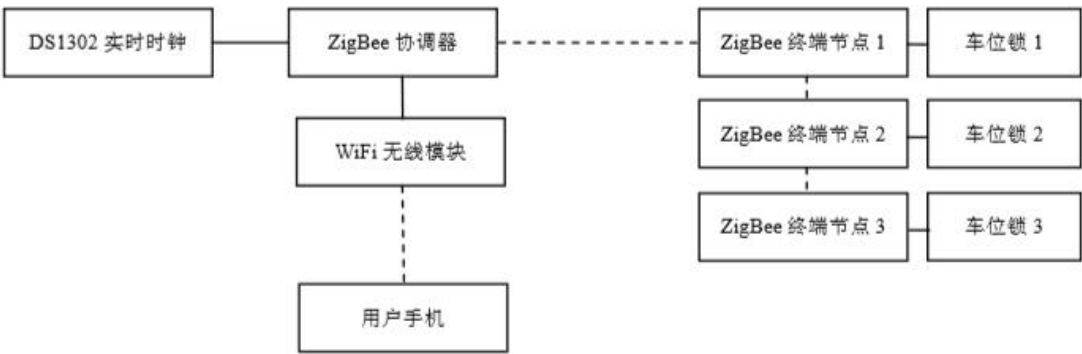 DS1302 实时时钟
ZigBee 协调器
ZigBee 终端节点 1
车位锁 1
ZigBee 终端节点 2
车位锁 2
WiFi 无线模块
ZigBee 终端节点 3
车位锁 3
用户手机